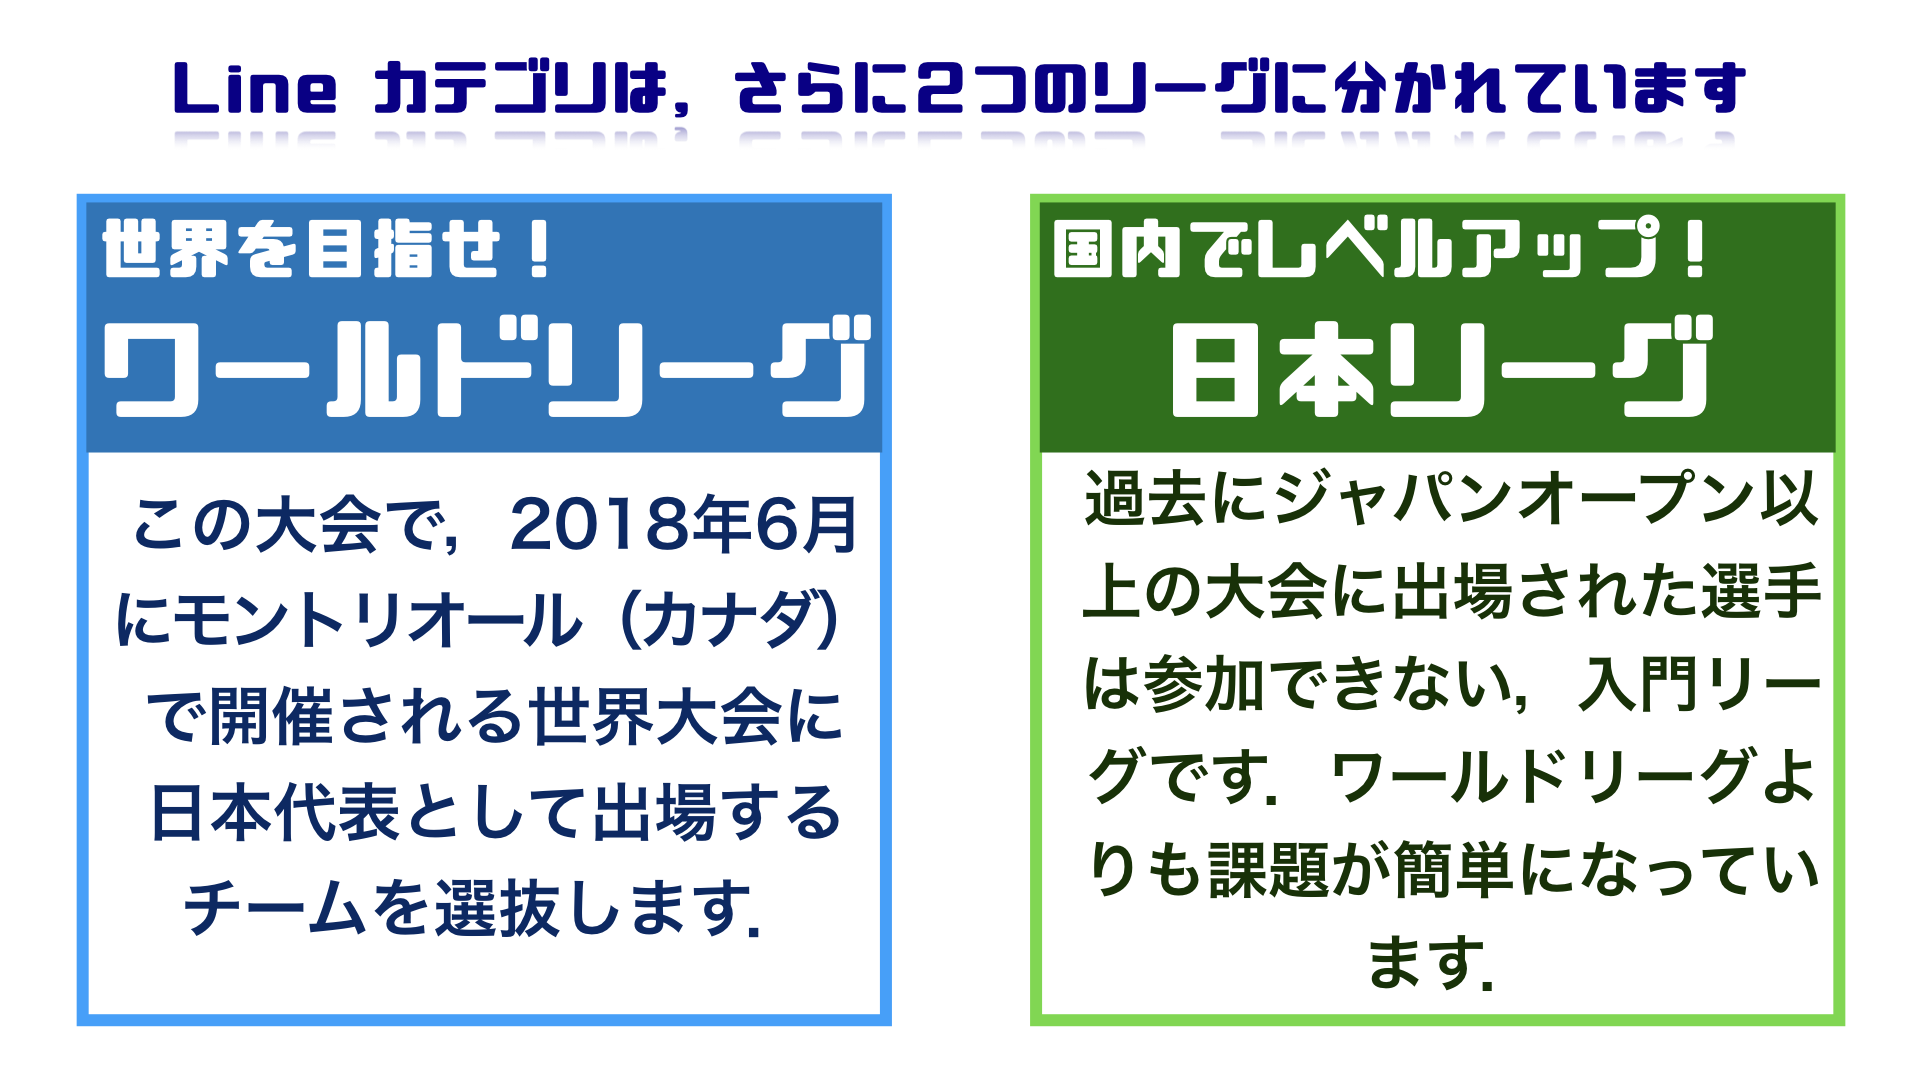 Line カテゴリは，さらに2つのリーグに分かれています
世界を目指せ！
ワールドリーグ
この大会で，2018年6月
にモントリオール（カナダ）
で開催される世界大会に
日本代表として出場する
チームを選抜します．
国内でレベルアップ！
日本リーグ
過去にジャパンオープン以
上の大会に出場された選手
は参加できない，入門リー
グです．ワールドリーグよ
りも課題が簡単になってい
ます．